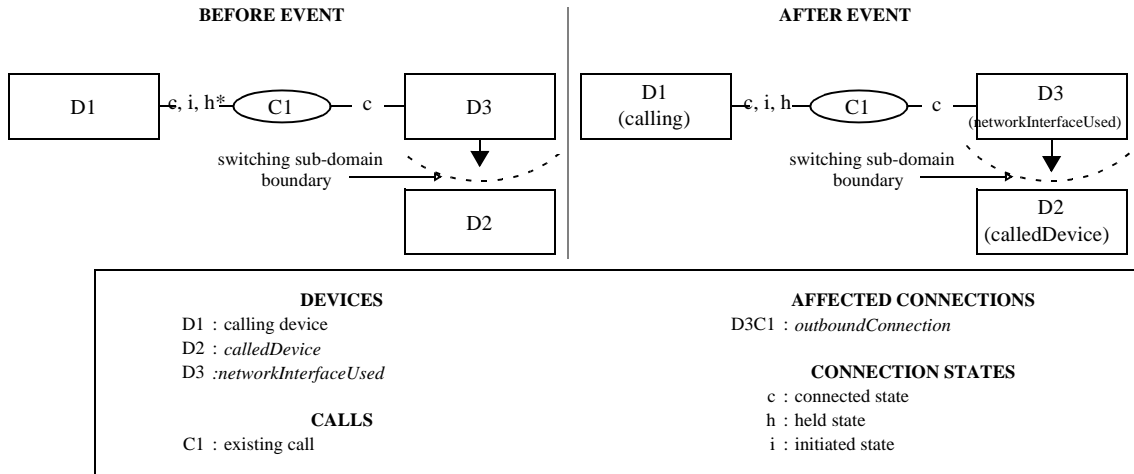 BEFORE EVENT
D1
c, i, h*
C1
c
D3
switching sub-domain
boundary
D2
AFTER EVENT
D1
(calling)
c, i, h
C1
c
D3
(networkInterfaceUsed)
switching sub-domain
boundary
D2
(calledDevice)
DEVICES
D1 : calling device
D2 : calledDevice
D3 :networkInterfaceUsed
CALLS
C1 : existing call
AFFECTED CONNECTIONS
D3C1 : outboundConnection
CONNECTION STATES
c : connected state
h : held state
i : initiated state